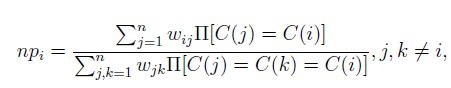 np_i = \frac{\sum_{j=1}^{n} w_{ij} \Pi[C(j) = C(i)]}{\sum_{j,k=1}^{n} w_{jk} \Pi[C(j) = C(k) = C(i)]}, j, k \neq i,